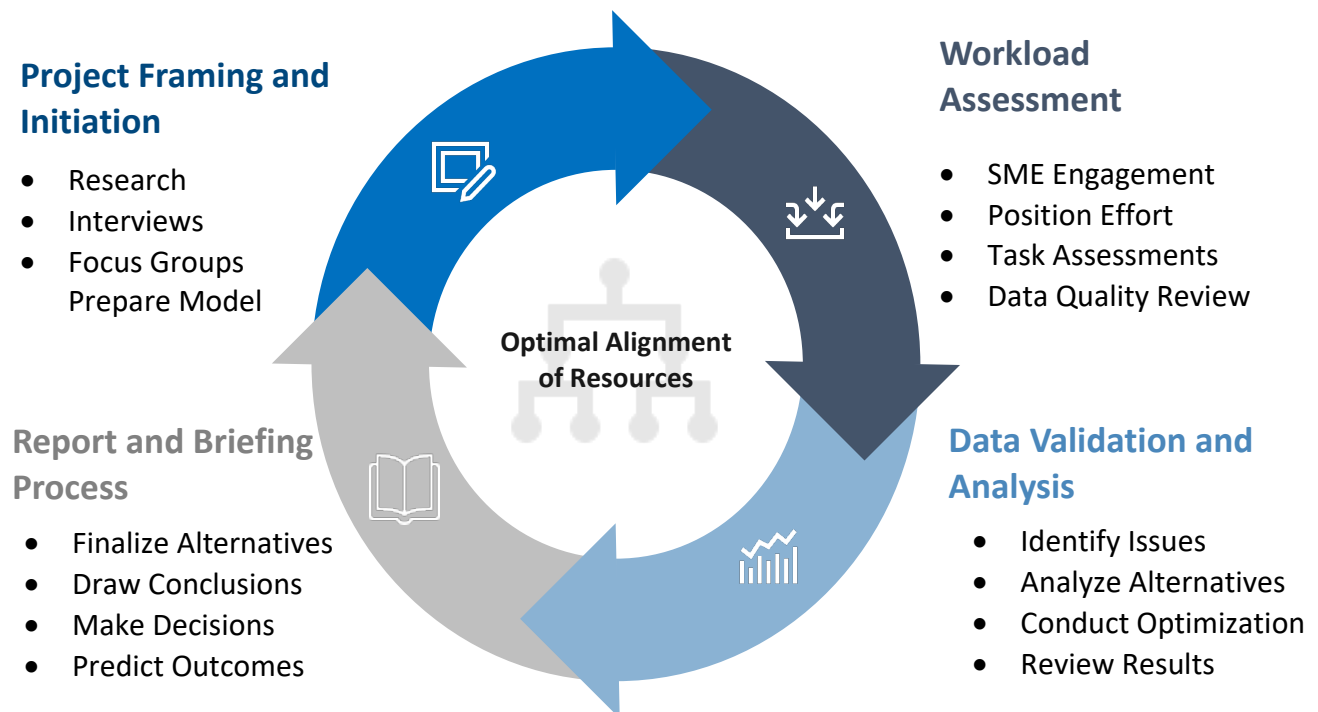 Project Framing and
Initiation
• Research
• Interviews
• Focus Groups
Prepare Model
Workload
Assessment
• SME Engagement
• Position Effort
• Task Assessments
• Data Quality Review
Optimal Alignment
of Resources
Report and Briefing
Process
• Finalize Alternatives
• Draw Conclusions
• Make Decisions
• Predict Outcomes
Data Validation and
Analysis
• Identify Issues
• Analyze Alternatives
• Conduct Optimization
• Review Results